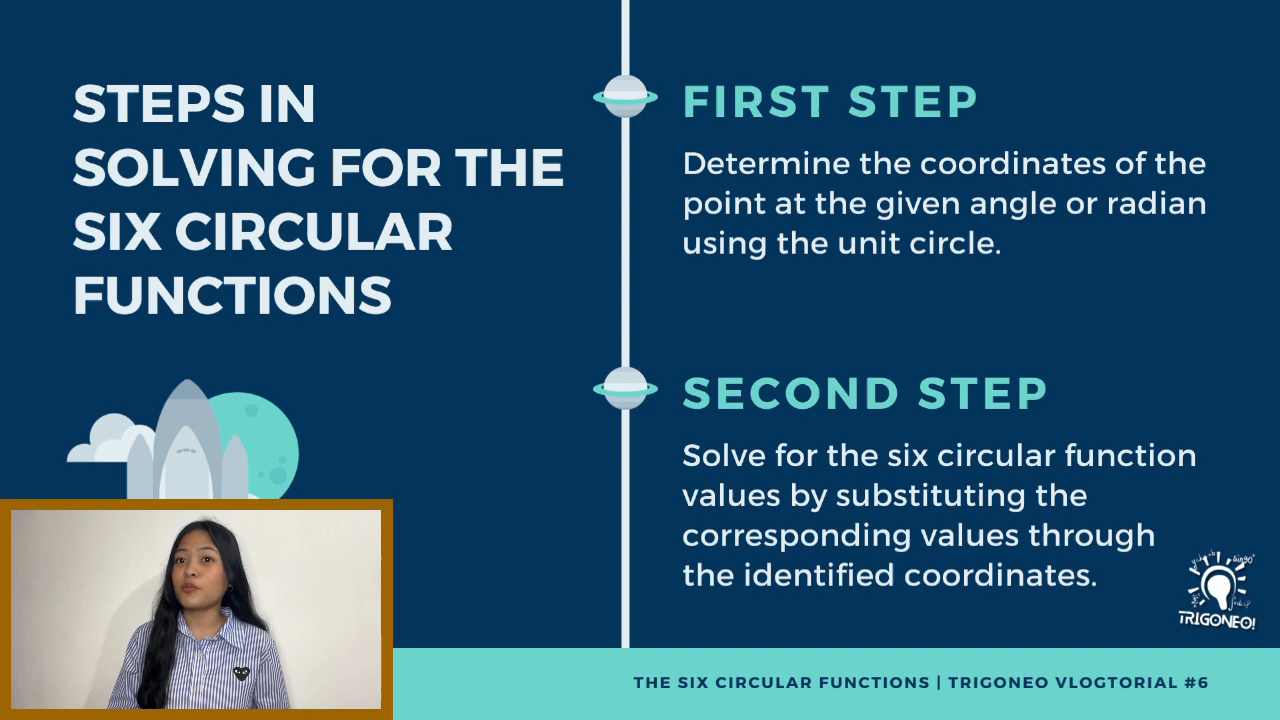 STEPS IN
SOLVING FOR THE
SIX CIRCULAR
FUNCTIONS
FIRST STEP
Determine the coordinates of the
point at the given angle or radian
using the unit circle.
SECOND STEP
Solve for the six circular function
values by substituting the
corresponding values through
the identified coordinates.
TRIGONEO!
THE SIX CIRCULAR FUNCTIONS | TRIGONEO VLOGTORIAL #6